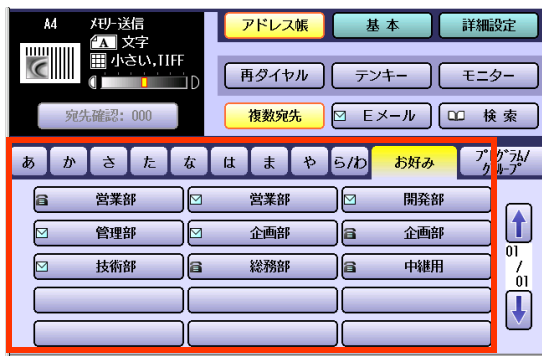 A4 メモリー送信
A 文字
小さい,TIFF
D
宛先確認: 000
アドレス帳 基本 詳細設定
再ダイヤル テンキー モニター
複数宛先 Eメール 検索
あ か さ た な は ま や ら/わ お好み プログラム/グループ
営業部 営業部 開発部
管理部 企画部 企画部
技術部 総務部 中継用
01
/
01